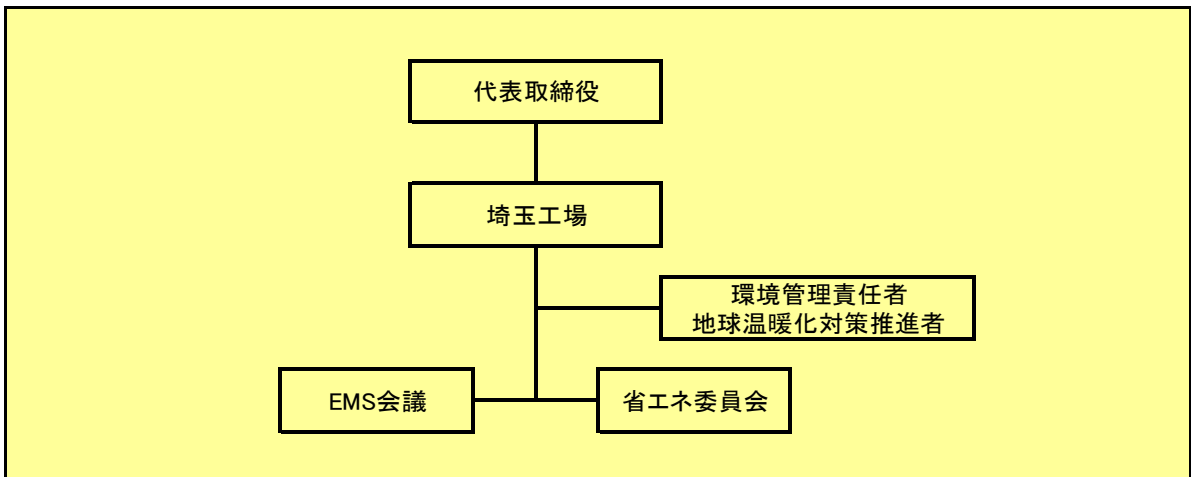 代表取締役
埼玉工場
環境管理責任者
地球温暖化対策推進者
EMS会議
省エネ委員会